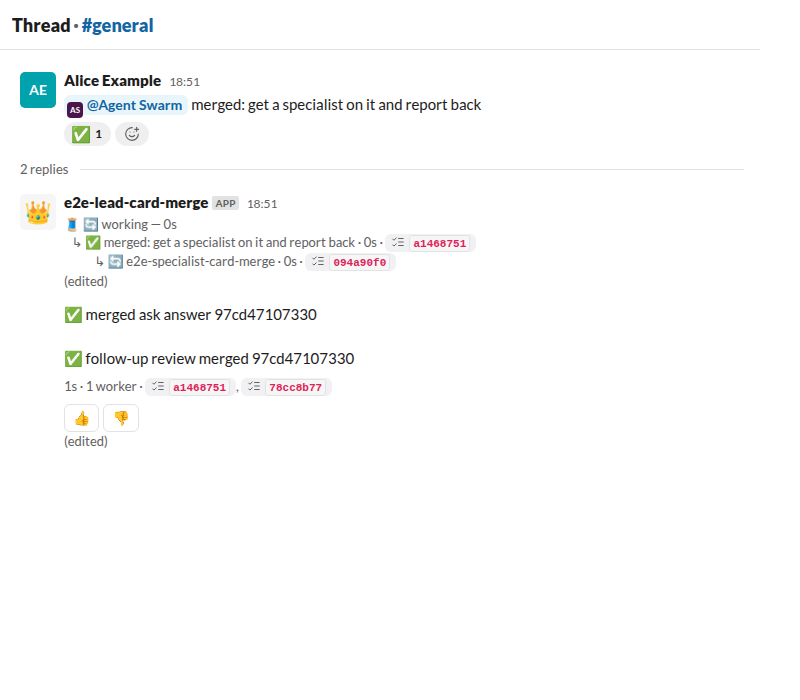 Thread · #general
AE
Alice Example 18:51
AS @Agent Swarm merged: get a specialist on it and report back
✅ 1
2 replies
e2e-lead-card-merge APP 18:51
🧵 🔄 working — 0s
↳ ✅ merged: get a specialist on it and report back · 0s · a1468751
↳ 🔄 e2e-specialist-card-merge · 0s · 094a90f0
(edited)
✅ merged ask answer 97cd47107330
✅ follow-up review merged 97cd47107330
1s · 1 worker · a1468751 , 78cc8b77
👍 👎
(edited)